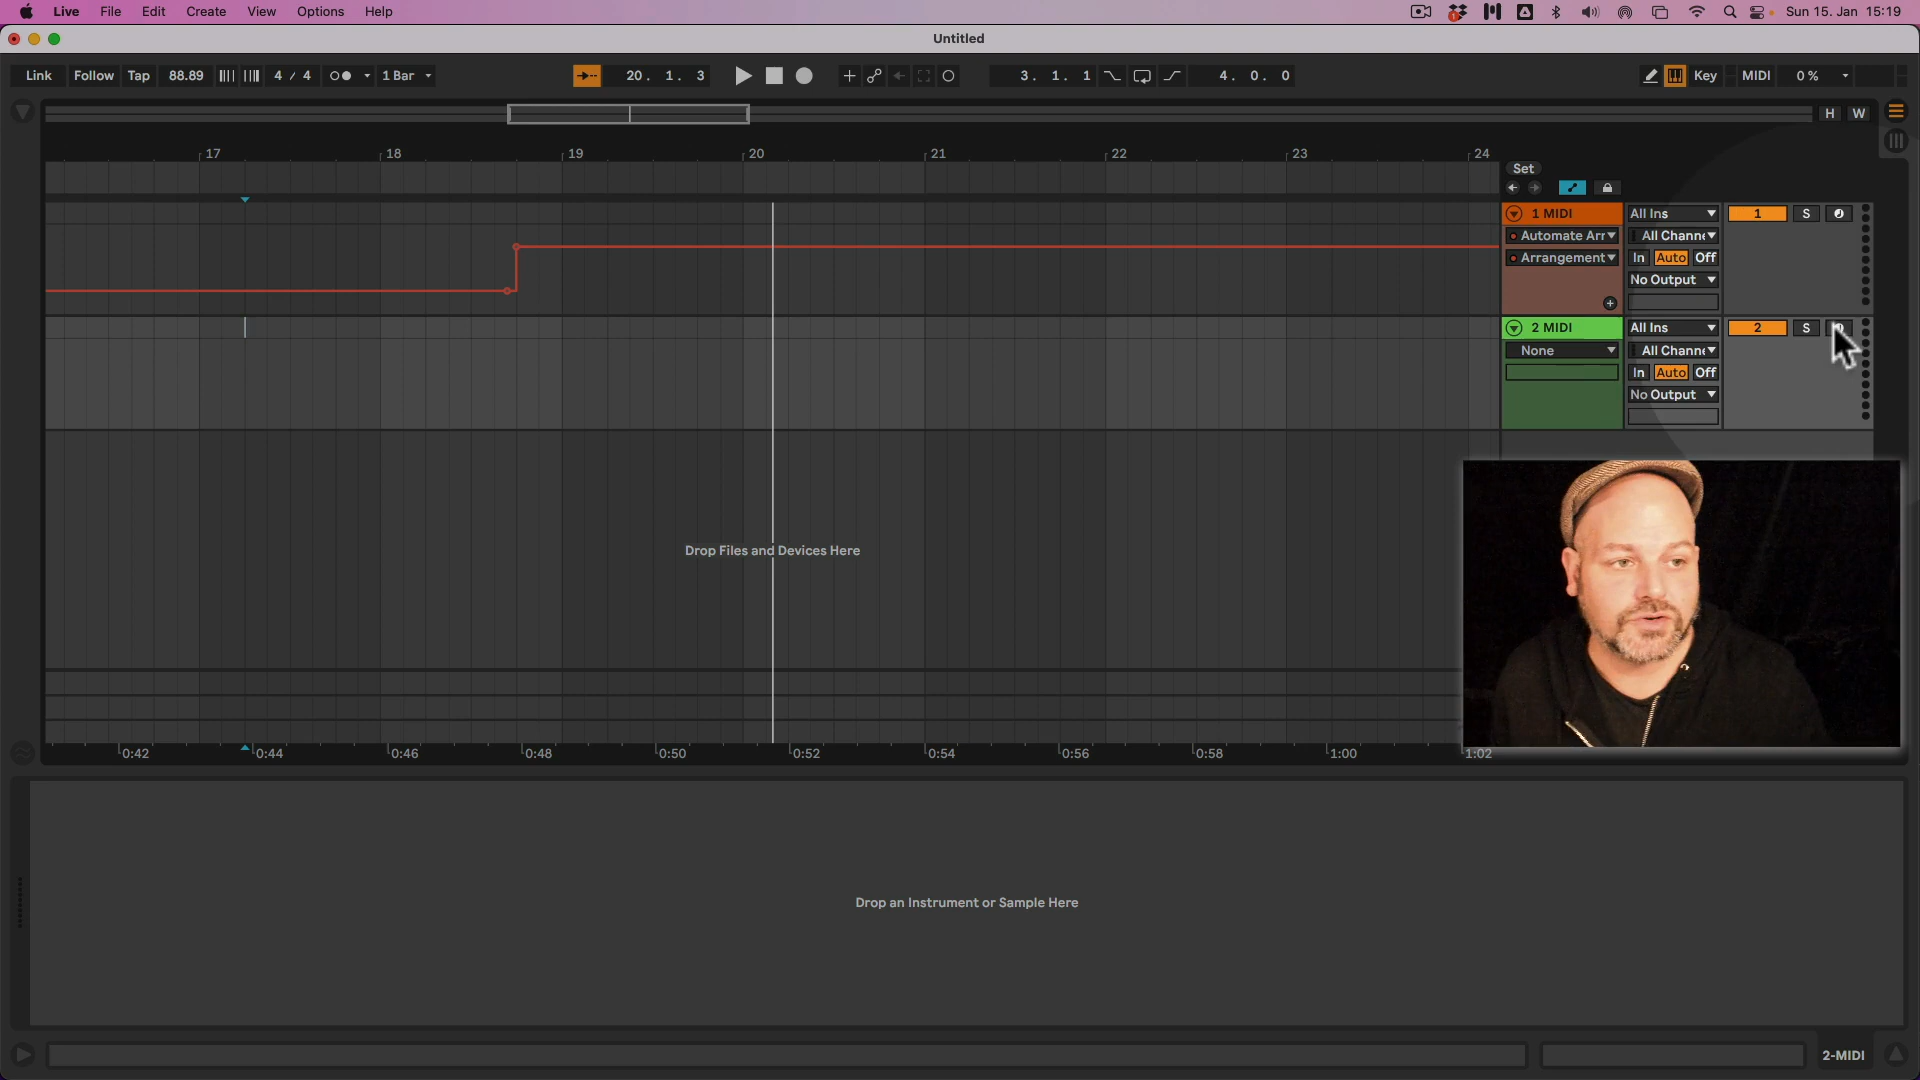 Live File Edit Create View Options Help Sun 15. Jan 15:19
Untitled
Link Follow Tap 88.89 4 / 4 1 Bar 20. 1. 3 3. 1. 1 4. 0. 0 Key MIDI 0 %
H W
17 18 19 20 21 22 23 24
Set
1 MIDI All Ins 1 S
Automate Arr All Channe
Arrangement In Auto Off
No Output
2 MIDI All Ins 2 S
None All Channe
In Auto Off
No Output
Drop Files and Devices Here
0:42 0:44 0:46 0:48 0:50 0:52 0:54 0:56 0:58 1:00 1:02
Drop an Instrument or Sample Here
2-MIDI